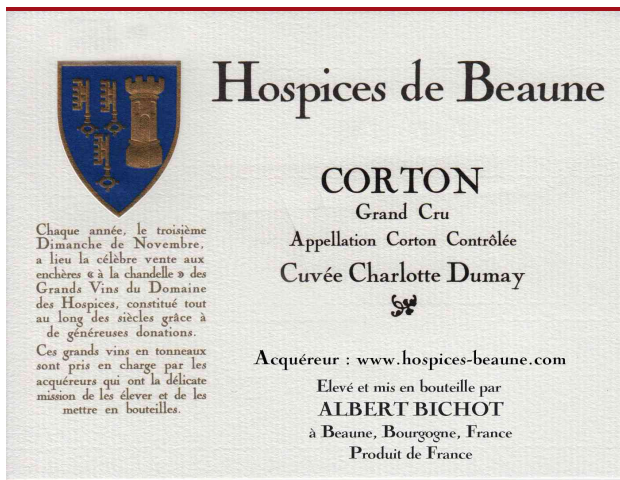 Hospices de Beaune
CORTON
Grand Cru
Appellation Corton Contrôlée
Cuvée Charlotte Dumay
Chaque année, le troisième
Dimanche de Novembre,
a lieu la célèbre vente aux
enchères « à la chandelle » des
Grands Vins du Domaine
des Hospices, constitué tout
au long des siècles grâce à
de généreuses donations.
Ces grands vins en tonneaux
sont pris en charge par les
acquéreurs qui ont la délicate
mission de les élever et de les
mettre en bouteilles.
Acquéreur : www.hospices-beaune.com
Elevé et mis en bouteille par
ALBERT BICHOT
à Beaune, Bourgogne, France
Produit de France